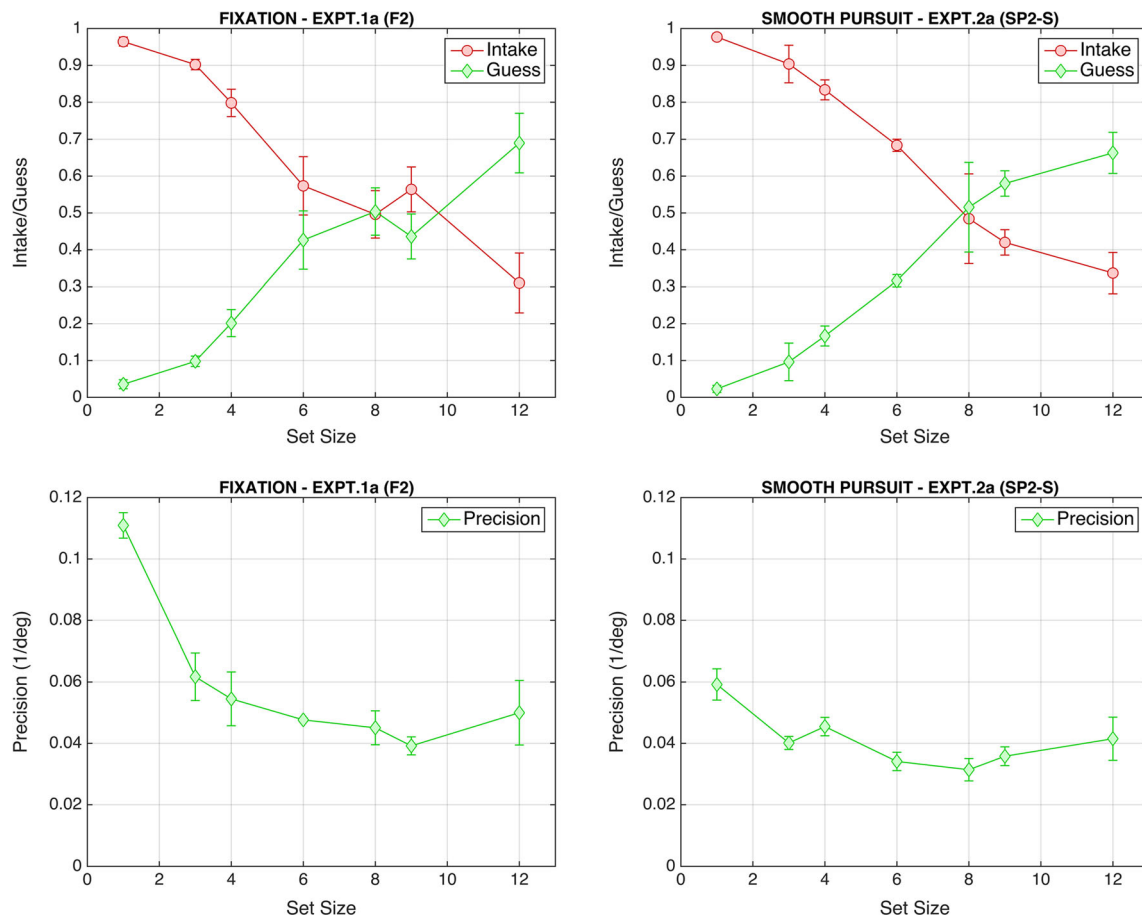 FIXATION - EXPT.1a (F2)
Intake
Guess
Intake/Guess
1
0.9
0.8
0.7
0.6
0.5
0.4
0.3
0.2
0.1
0
0 2 4 6 8 10 12
Set Size
SMOOTH PURSUIT - EXPT.2a (SP2-S)
Intake
Guess
Intake/Guess
1
0.9
0.8
0.7
0.6
0.5
0.4
0.3
0.2
0.1
0
0 2 4 6 8 10 12
Set Size
FIXATION - EXPT.1a (F2)
Precision
Precision (1/deg)
0.12
0.1
0.08
0.06
0.04
0.02
0
0 2 4 6 8 10 12
Set Size
SMOOTH PURSUIT - EXPT.2a (SP2-S)
Precision
Precision (1/deg)
0.12
0.1
0.08
0.06
0.04
0.02
0
0 2 4 6 8 10 12
Set Size